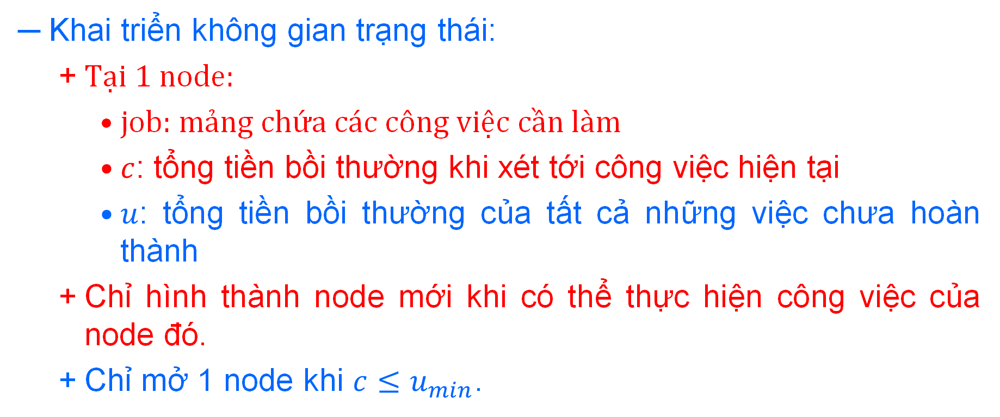 — Khai triển không gian trạng thái:
+ Tại 1 node:
• job: mảng chứa các công việc cần làm
• c: tổng tiền bồi thường khi xét tới công việc hiện tại
• u: tổng tiền bồi thường của tất cả những việc chưa hoàn
thành
+ Chỉ hình thành node mới khi có thể thực hiện công việc của
node đó.
+ Chỉ mở 1 node khi c ≤ u_min.